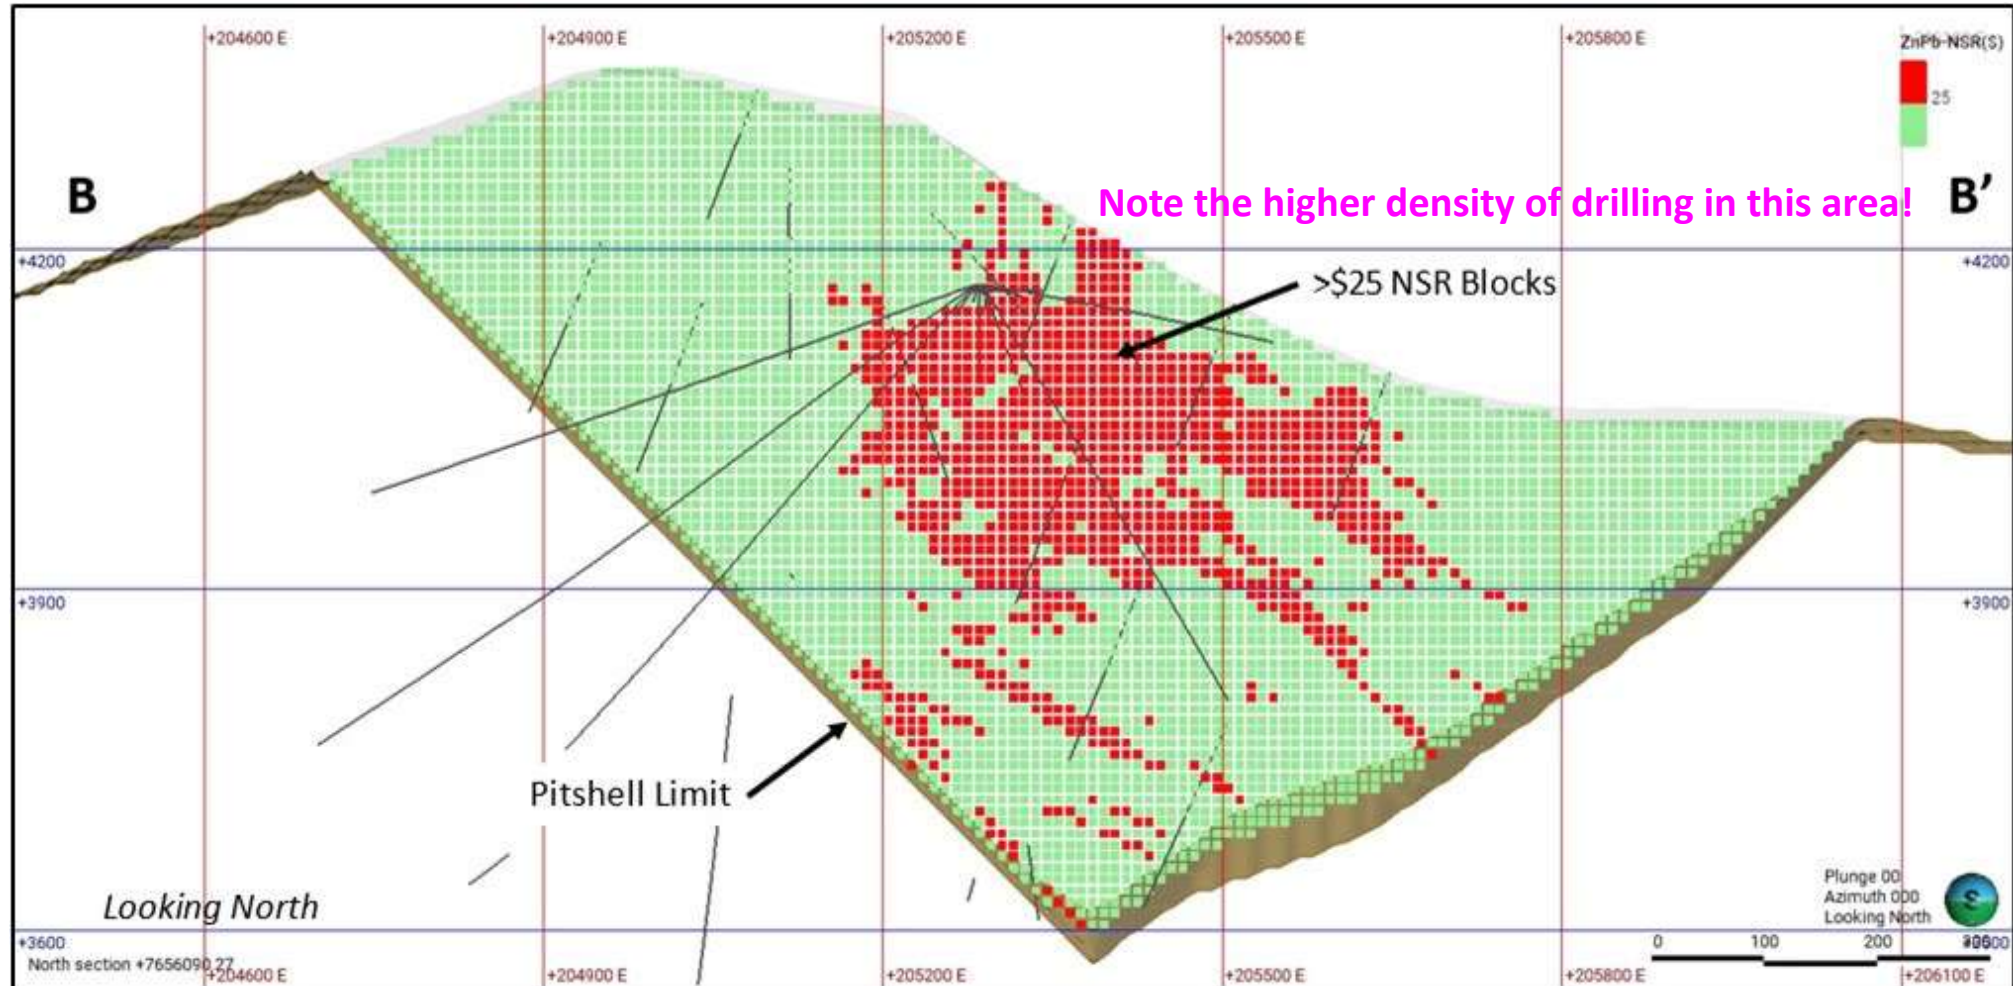 +204600 E +204900 E +205200 E +205500 E +205800 E
ZnPb-NSR($)
25
B
Note the higher density of drilling in this area!
B’
+4200 +4200
>$25 NSR Blocks
+3900 +3900
Pitshell Limit
Looking North
Plunge 00
Azimuth 000
Looking North
S
+3600
0 100 200
North section +7656090.27
+204600 E +204900 E +205200 E +205500 E +205800 E +206100 E